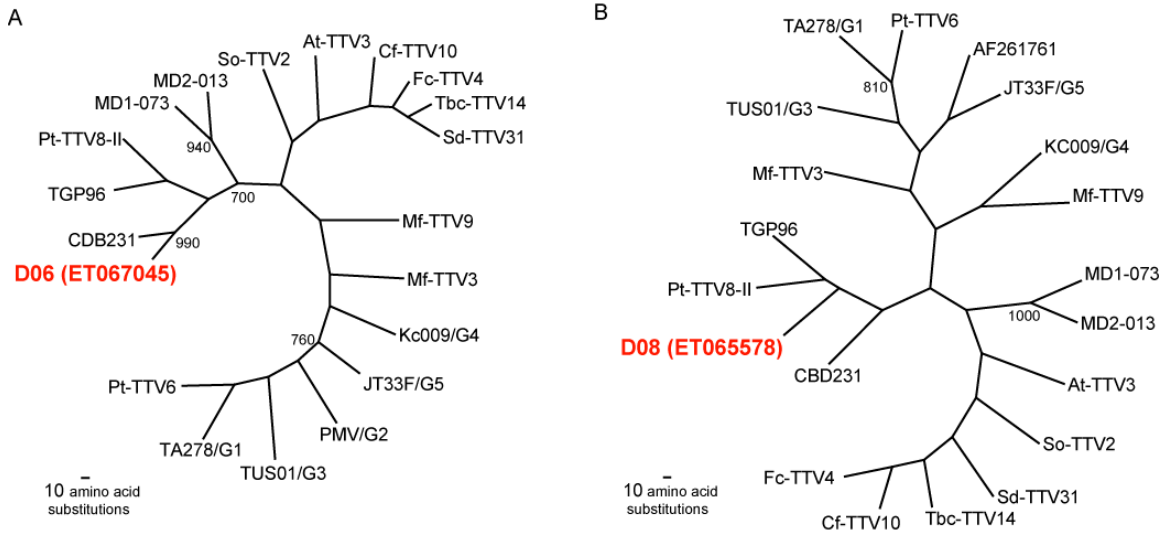 A
At-TTV3
So-TTV2
Cf-TTV10
MD2-013
Fc-TTV4
MD1-073
Tbc-TTV14
Pt-TTV8-II
940
Sd-TTV31
TGP96
700
CDB231
990
Mf-TTV9
D06 (ET067045)
Mf-TTV3
Kc009/G4
760
Pt-TTV6
JT33F/G5
TA278/G1
PMV/G2
TUS01/G3
10 amino acid
substitutions
B
TA278/G1
Pt-TTV6
AF261761
810
JT33F/G5
TUS01/G3
KC009/G4
Mf-TTV3
Mf-TTV9
TGP96
MD1-073
Pt-TTV8-II
1000
MD2-013
D08 (ET065578)
CBD231
At-TTV3
So-TTV2
Fc-TTV4
Sd-TTV31
Cf-TTV10
Tbc-TTV14
10 amino acid
substitutions